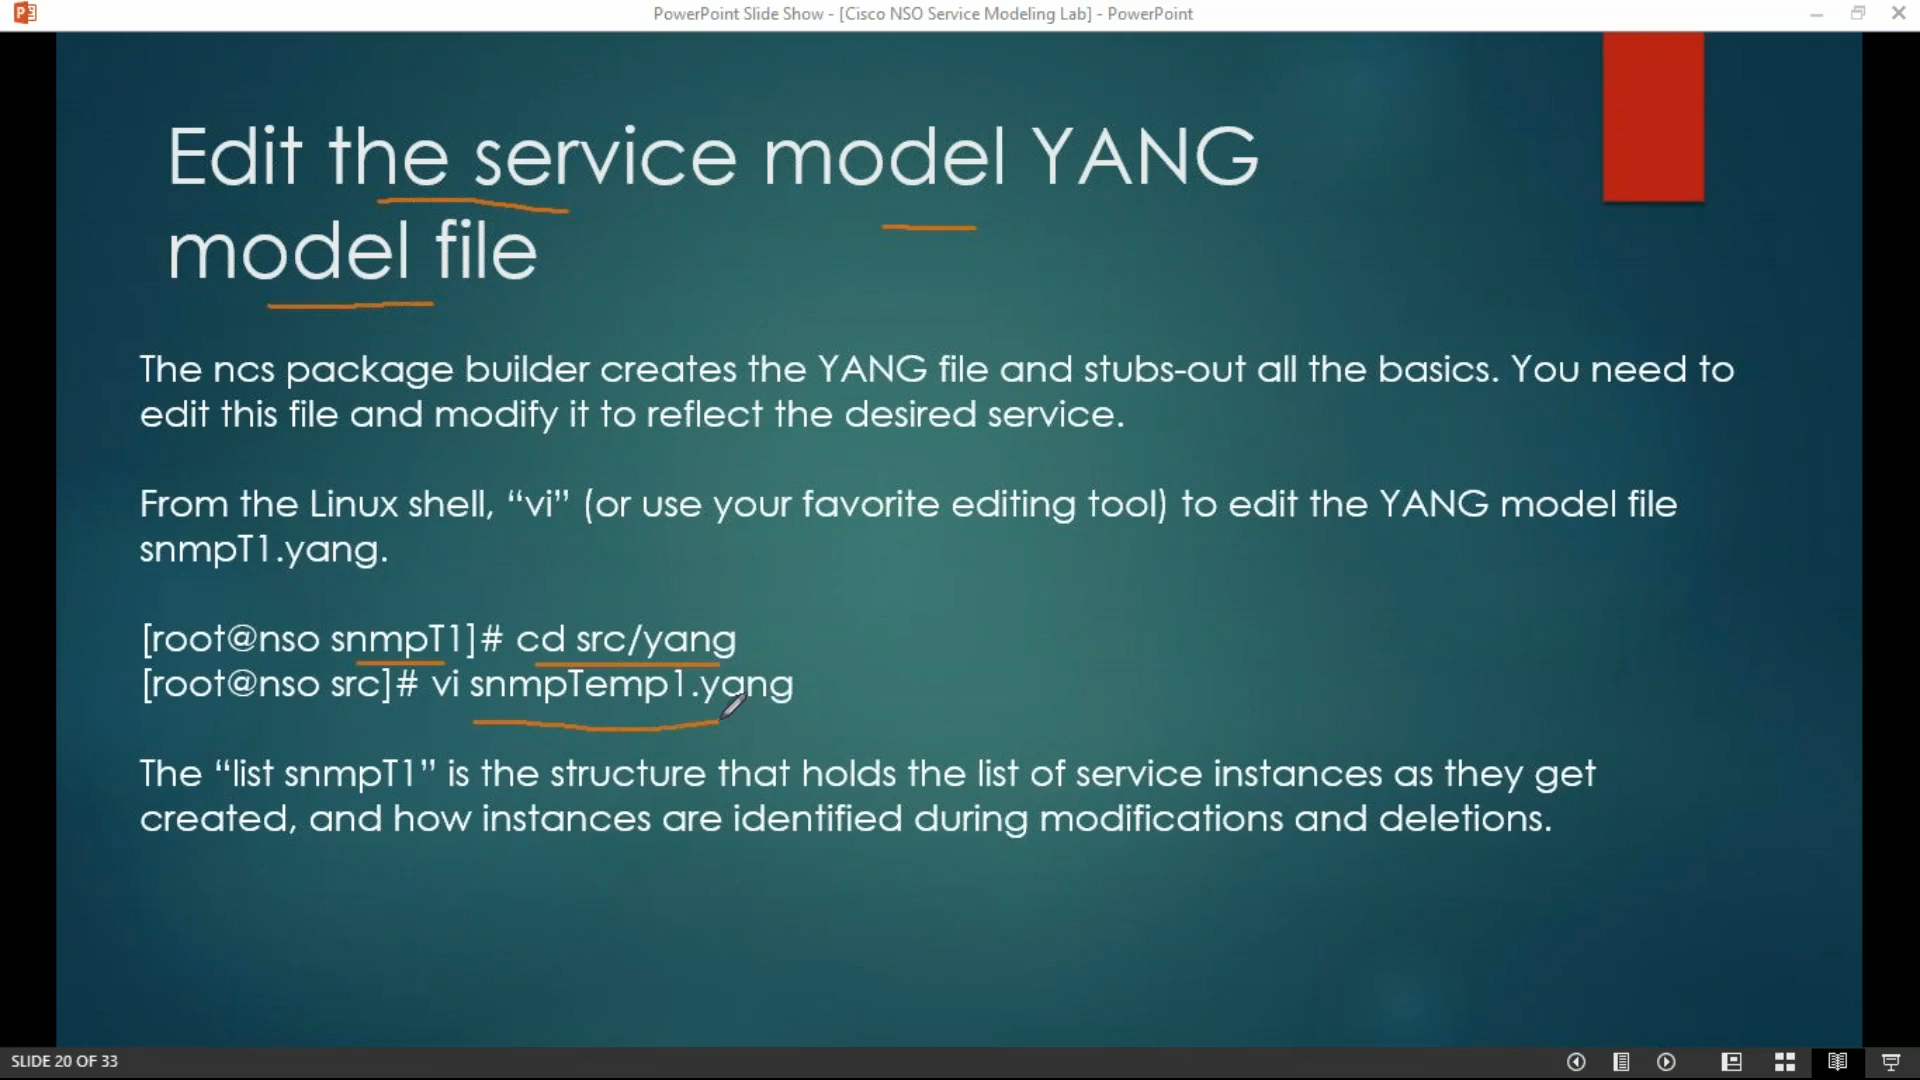 PowerPoint Slide Show - [Cisco NSO Service Modeling Lab] - PowerPoint
Edit the service model YANG
model file
The ncs package builder creates the YANG file and stubs-out all the basics. You need to
edit this file and modify it to reflect the desired service.
From the Linux shell, “vi” (or use your favorite editing tool) to edit the YANG model file
snmpT1.yang.
[root@nso snmpT1]# cd src/yang
[root@nso src]# vi snmpTemp1.yang
The “list snmpT1” is the structure that holds the list of service instances as they get
created, and how instances are identified during modifications and deletions.
SLIDE 20 OF 33